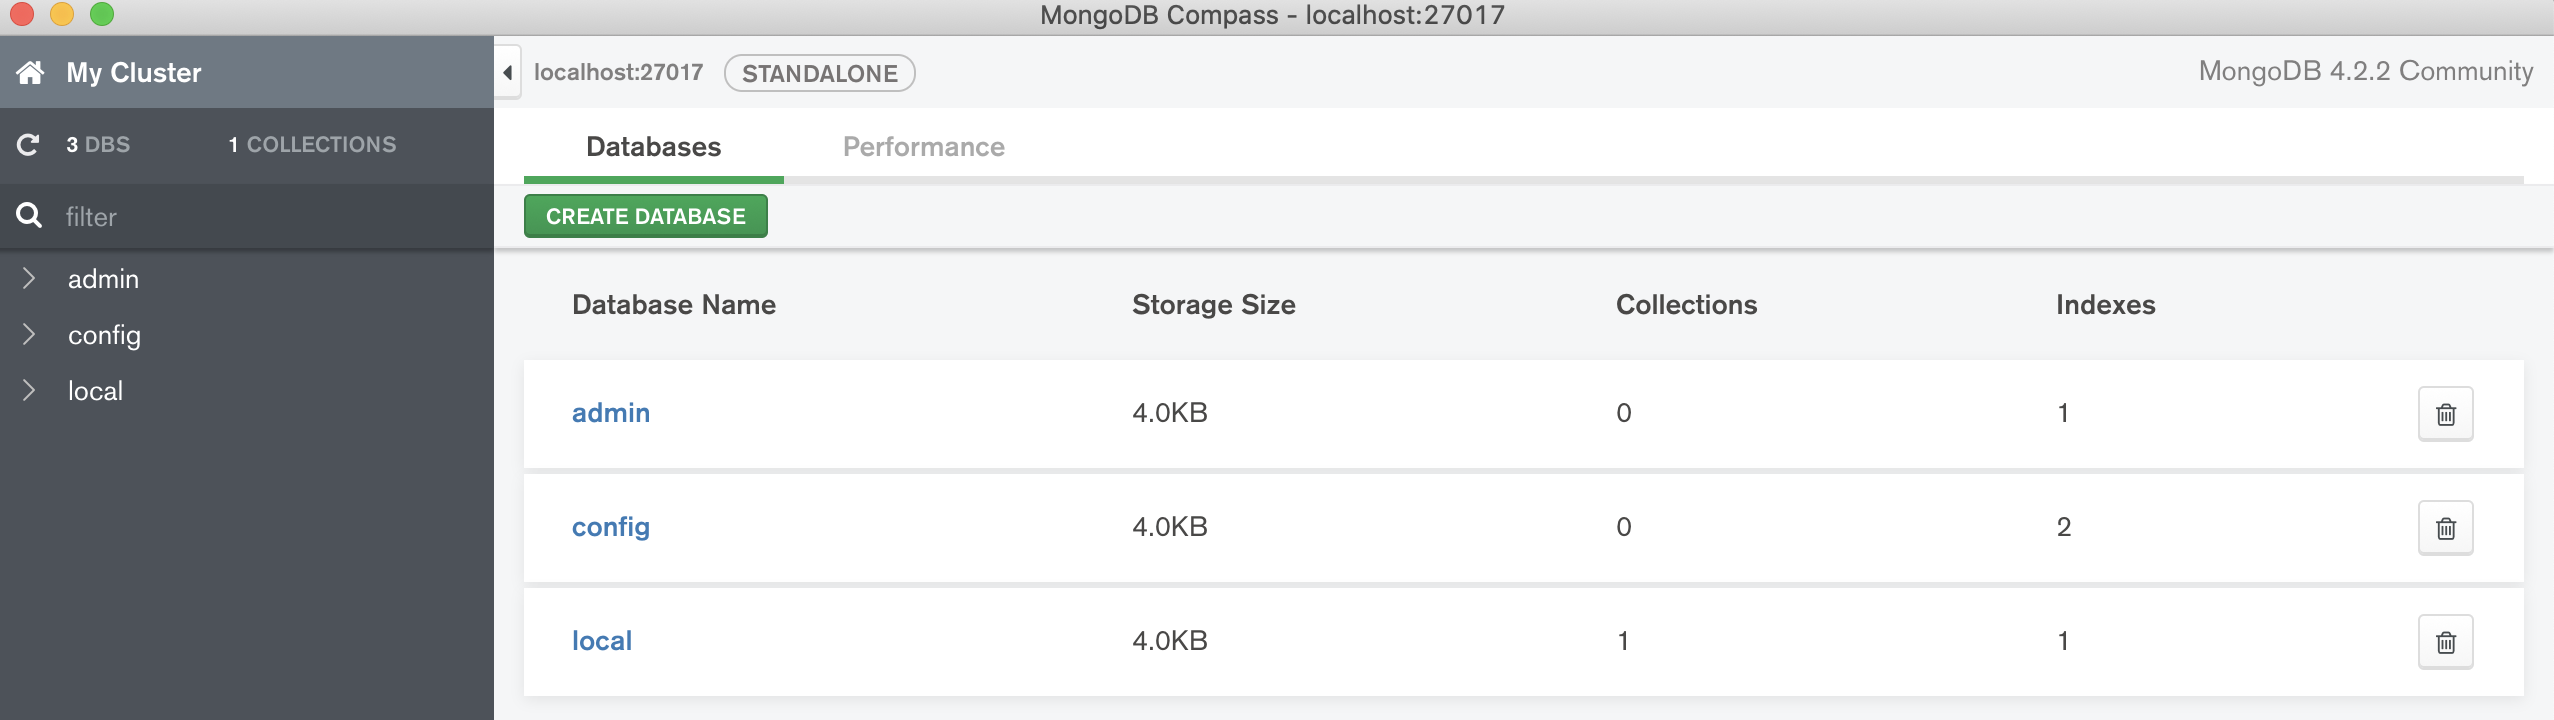 MongoDB Compass - localhost:27017
My Cluster
localhost:27017 STANDALONE
MongoDB 4.2.2 Community
3 DBS 1 COLLECTIONS
filter
admin
config
local
Databases Performance
CREATE DATABASE
Database Name Storage Size Collections Indexes
admin 4.0KB 0 1
config 4.0KB 0 2
local 4.0KB 1 1